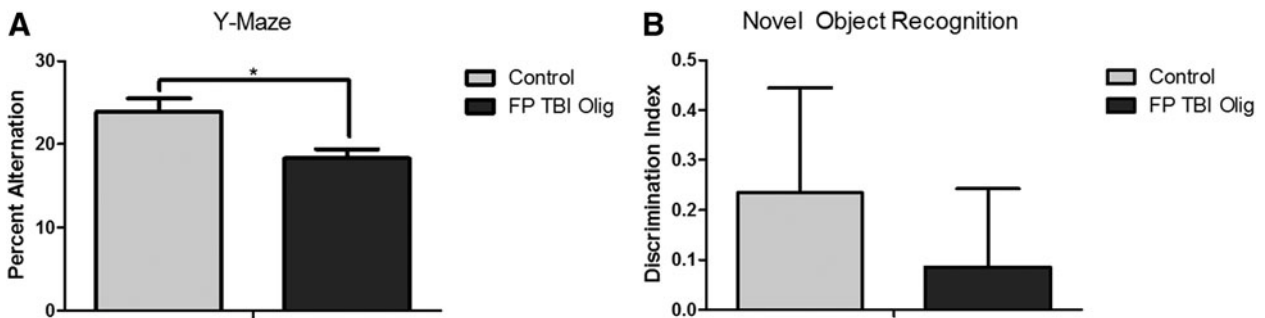 A
Y-Maze
Percent Alternation
30
20
10
0
*
Control
FP TBI Olig
B
Novel Object Recognition
Discrimination Index
0.5
0.4
0.3
0.2
0.1
0.0
Control
FP TBI Olig